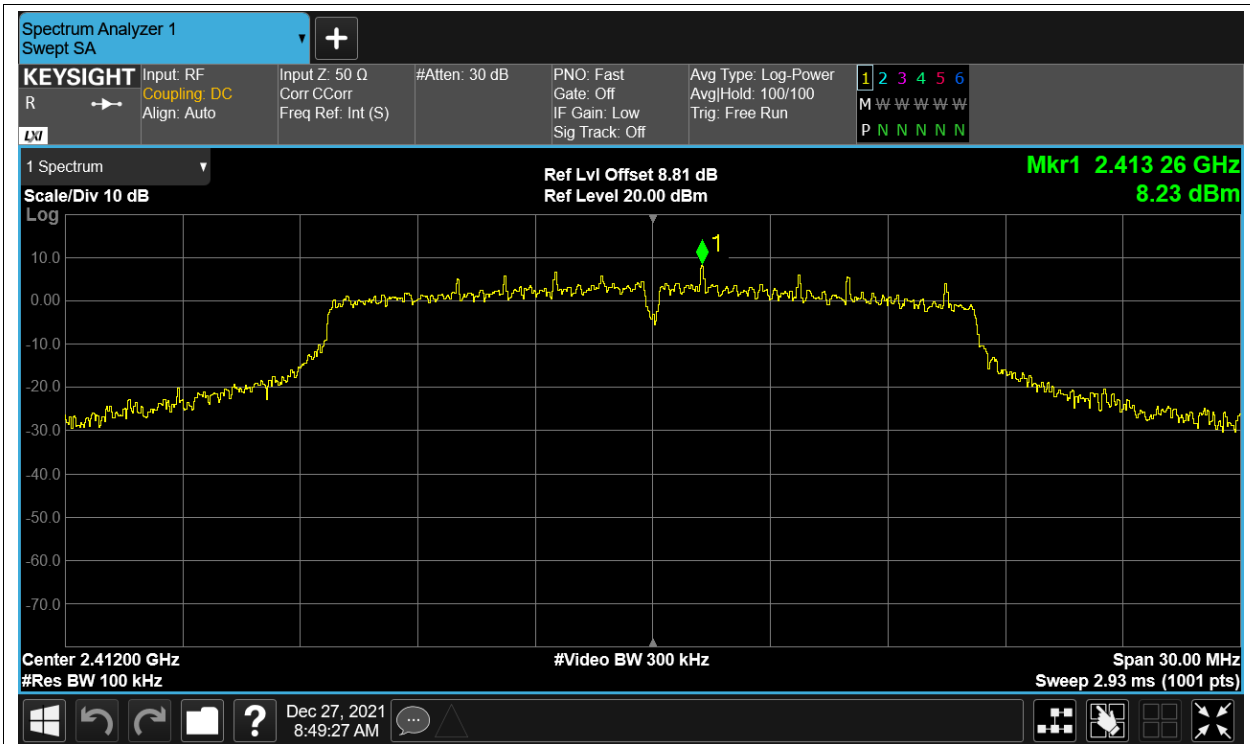 Spectrum Analyzer 1
Swept SA
KEYSIGHT
R
LXI
Input: RF
Coupling: DC
Align: Auto
Input Z: 50 Ω
Corr CCorr
Freq Ref: Int (S)
#Atten: 30 dB
PNO: Fast
Gate: Off
IF Gain: Low
Sig Track: Off
Avg Type: Log-Power
Avg|Hold: 100/100
Trig: Free Run
1 2 3 4 5 6
M W W W W W W
P N N N N N N
1 Spectrum
Scale/Div 10 dB
Log
Ref Lvl Offset 8.81 dB
Ref Level 20.00 dBm
Mkr1 2.413 26 GHz
8.23 dBm
1
10.0
0.00
-10.0
-20.0
-30.0
-40.0
-50.0
-60.0
-70.0
Center 2.41200 GHz
#Res BW 100 kHz
#Video BW 300 kHz
Span 30.00 MHz
Sweep 2.93 ms (1001 pts)
?
Dec 27, 2021
8:49:27 AM